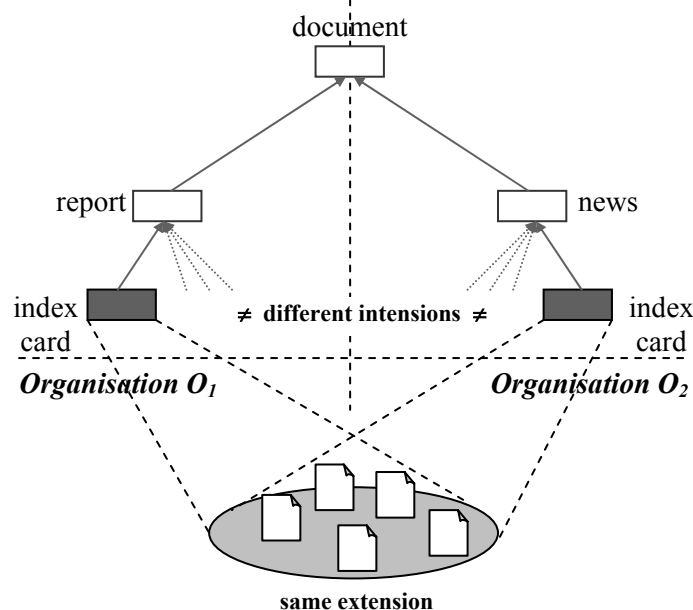 document
report
news
index
card
≠ different intensions ≠
index
card
Organisation O₁
Organisation O₂
same extension